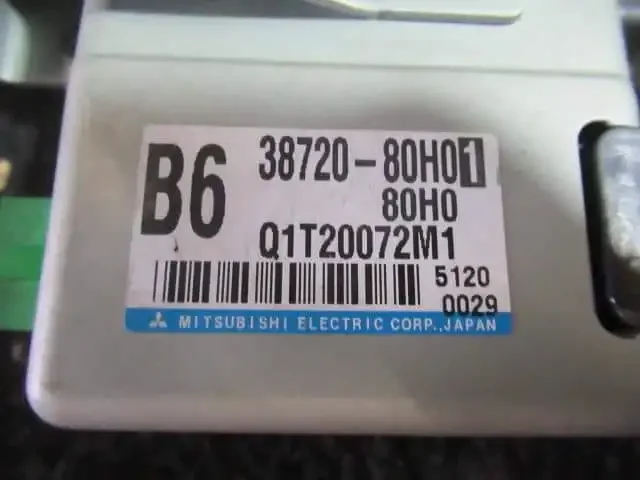 B6 38720-80H01
80H0
Q1T20072M1
5120
0029
MITSUBISHI ELECTRIC CORP.,JAPAN